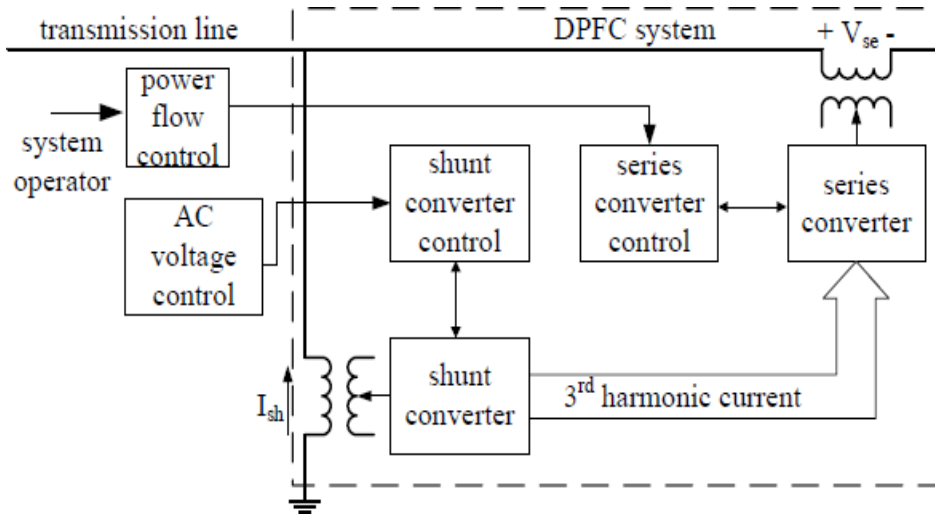 transmission line
DPFC system
+ Vse -
power
flow
control
system
operator
AC
voltage
control
shunt
converter
control
series
converter
control
series
converter
Ish
shunt
converter
3rd harmonic current